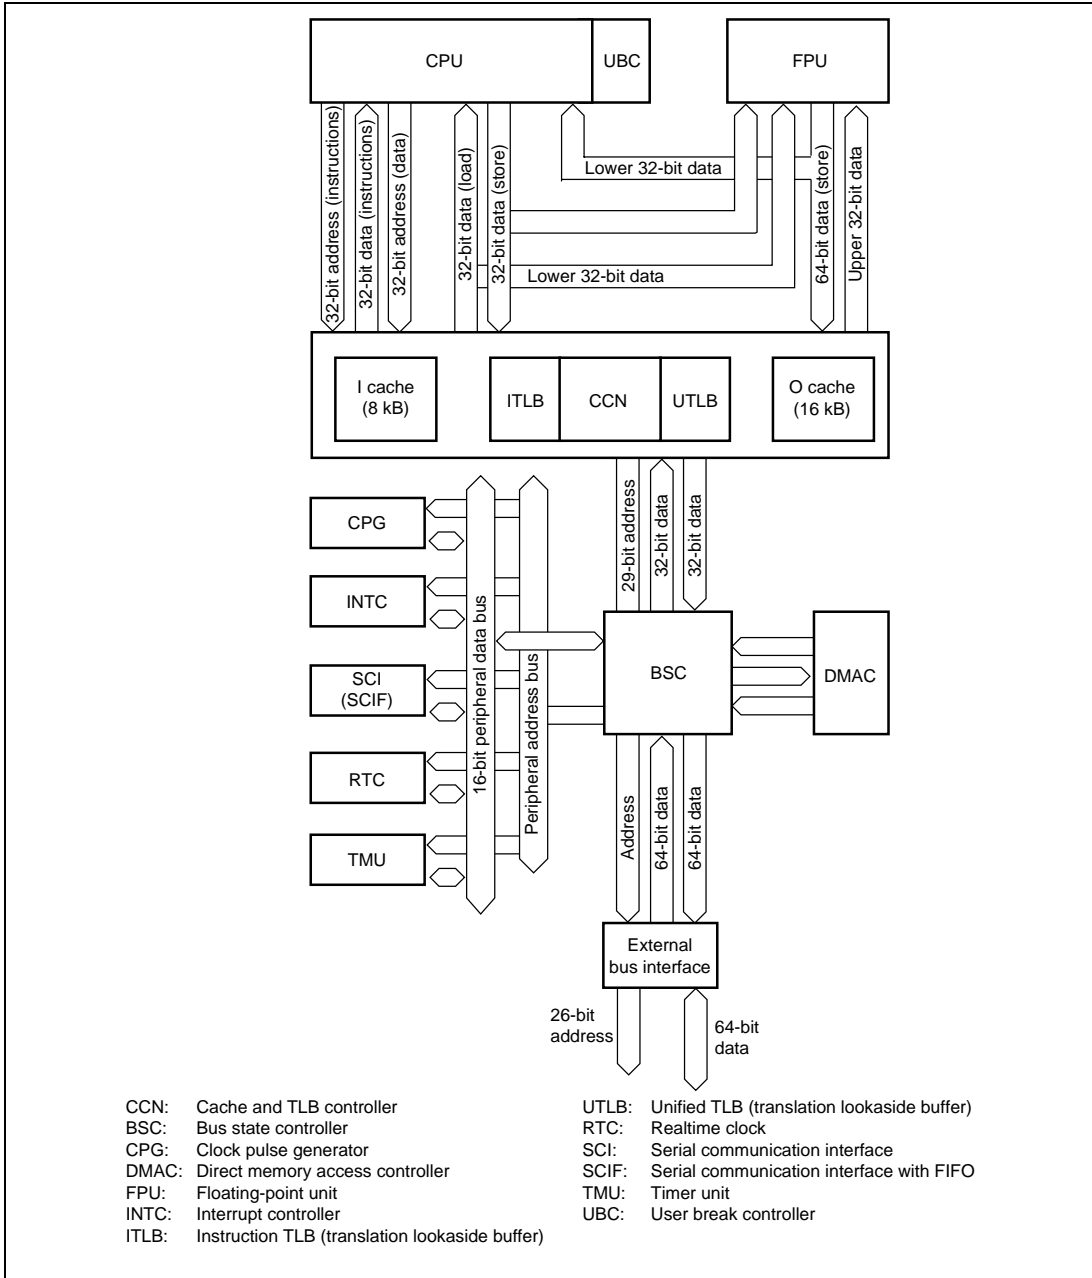 CPU
UBC
FPU
32-bit address (instructions)
32-bit data (instructions)
32-bit address (data)
32-bit data (load)
32-bit data (store)
Lower 32-bit data
Lower 32-bit data
64-bit data (store)
Upper 32-bit data
I cache
(8 kB)
ITLB
CCN
UTLB
O cache
(16 kB)
29-bit address
32-bit data
32-bit data
CPG
INTC
SCI
(SCIF)
RTC
TMU
16-bit peripheral data bus
Peripheral address bus
BSC
DMAC
Address
64-bit data
64-bit data
External
bus interface
26-bit
address
64-bit
data
CCN: Cache and TLB controller
BSC: Bus state controller
CPG: Clock pulse generator
DMAC: Direct memory access controller
FPU: Floating-point unit
INTC: Interrupt controller
ITLB: Instruction TLB (translation lookaside buffer)
UTLB: Unified TLB (translation lookaside buffer)
RTC: Realtime clock
SCI: Serial communication interface
SCIF: Serial communication interface with FIFO
TMU: Timer unit
UBC: User break controller